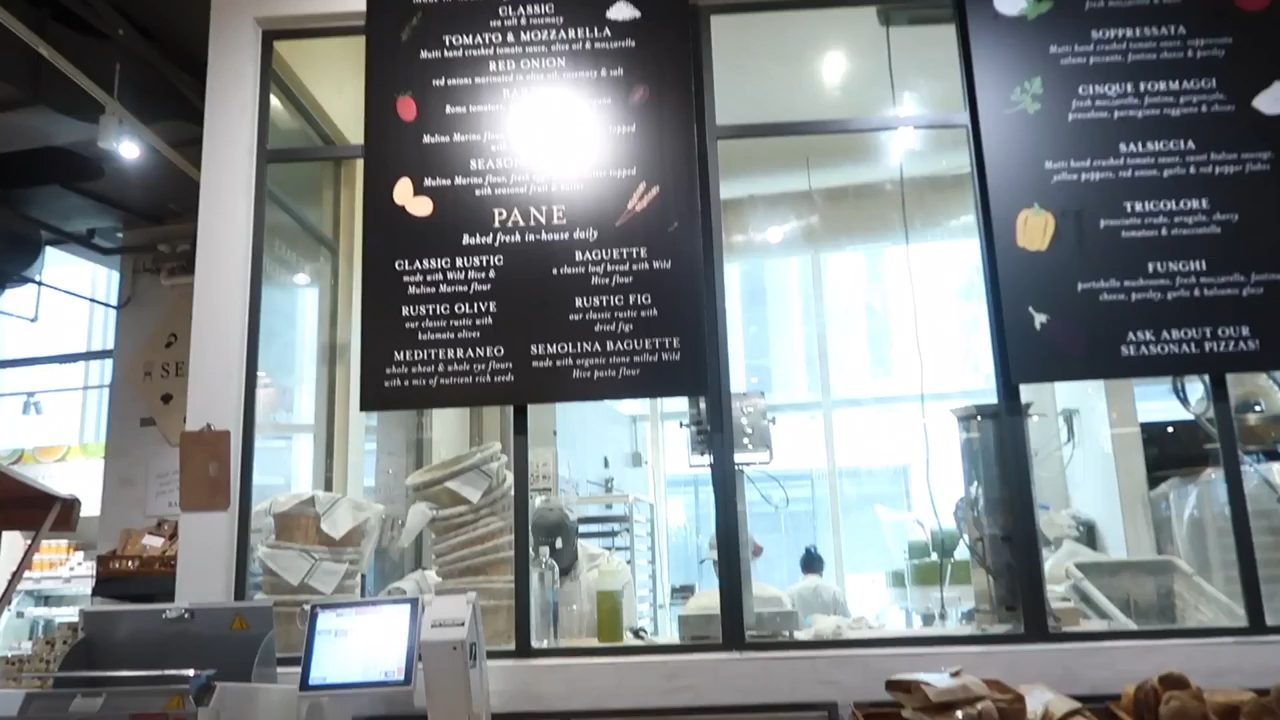 CLASSIC
sea salt & rosemary
TOMATO & MOZZARELLA
Mutti hand crushed tomato sauce, olive oil & mozzarella
RED ONION
red onions marinated in olive oil, rosemary & salt
Roma tomatoes,
Mulino Marino flour, topped
SEASON
Mulino Marino flour, fresh topped
with seasonal fruit & butter
PANE
Baked fresh in-house daily
CLASSIC RUSTIC
made with Wild Hive &
Mulino Marino flour
RUSTIC OLIVE
our classic rustic with
kalamata olives
MEDITERRANEO
whole wheat & whole rye flours
with a mix of nutrient rich seeds
BAGUETTE
a classic loaf bread with Wild
Hive flour
RUSTIC FIG
our classic rustic with
dried figs
SEMOLINA BAGUETTE
made with organic stone milled Wild
Hive pasta flour
fresh mozzarella & basil
SOPPRESSATA
Mutti hand crushed tomato sauce, soppressata
salame piccante, fontina cheese & parsley
CINQUE FORMAGGI
fresh mozzarella, fontina, gorgonzola,
provolone, parmigiano reggiano & chives
SALSICCIA
Mutti hand crushed tomato sauce, sweet Italian sausage,
yellow peppers, red onion, garlic & red pepper flakes
TRICOLORE
prosciutto crudo, arugula, cherry
tomatoes & stracciatella
FUNGHI
portobello mushrooms, fresh mozzarella, fontina
cheese, parsley, garlic & balsamic glaze
ASK ABOUT OUR
SEASONAL PIZZAS!
SE